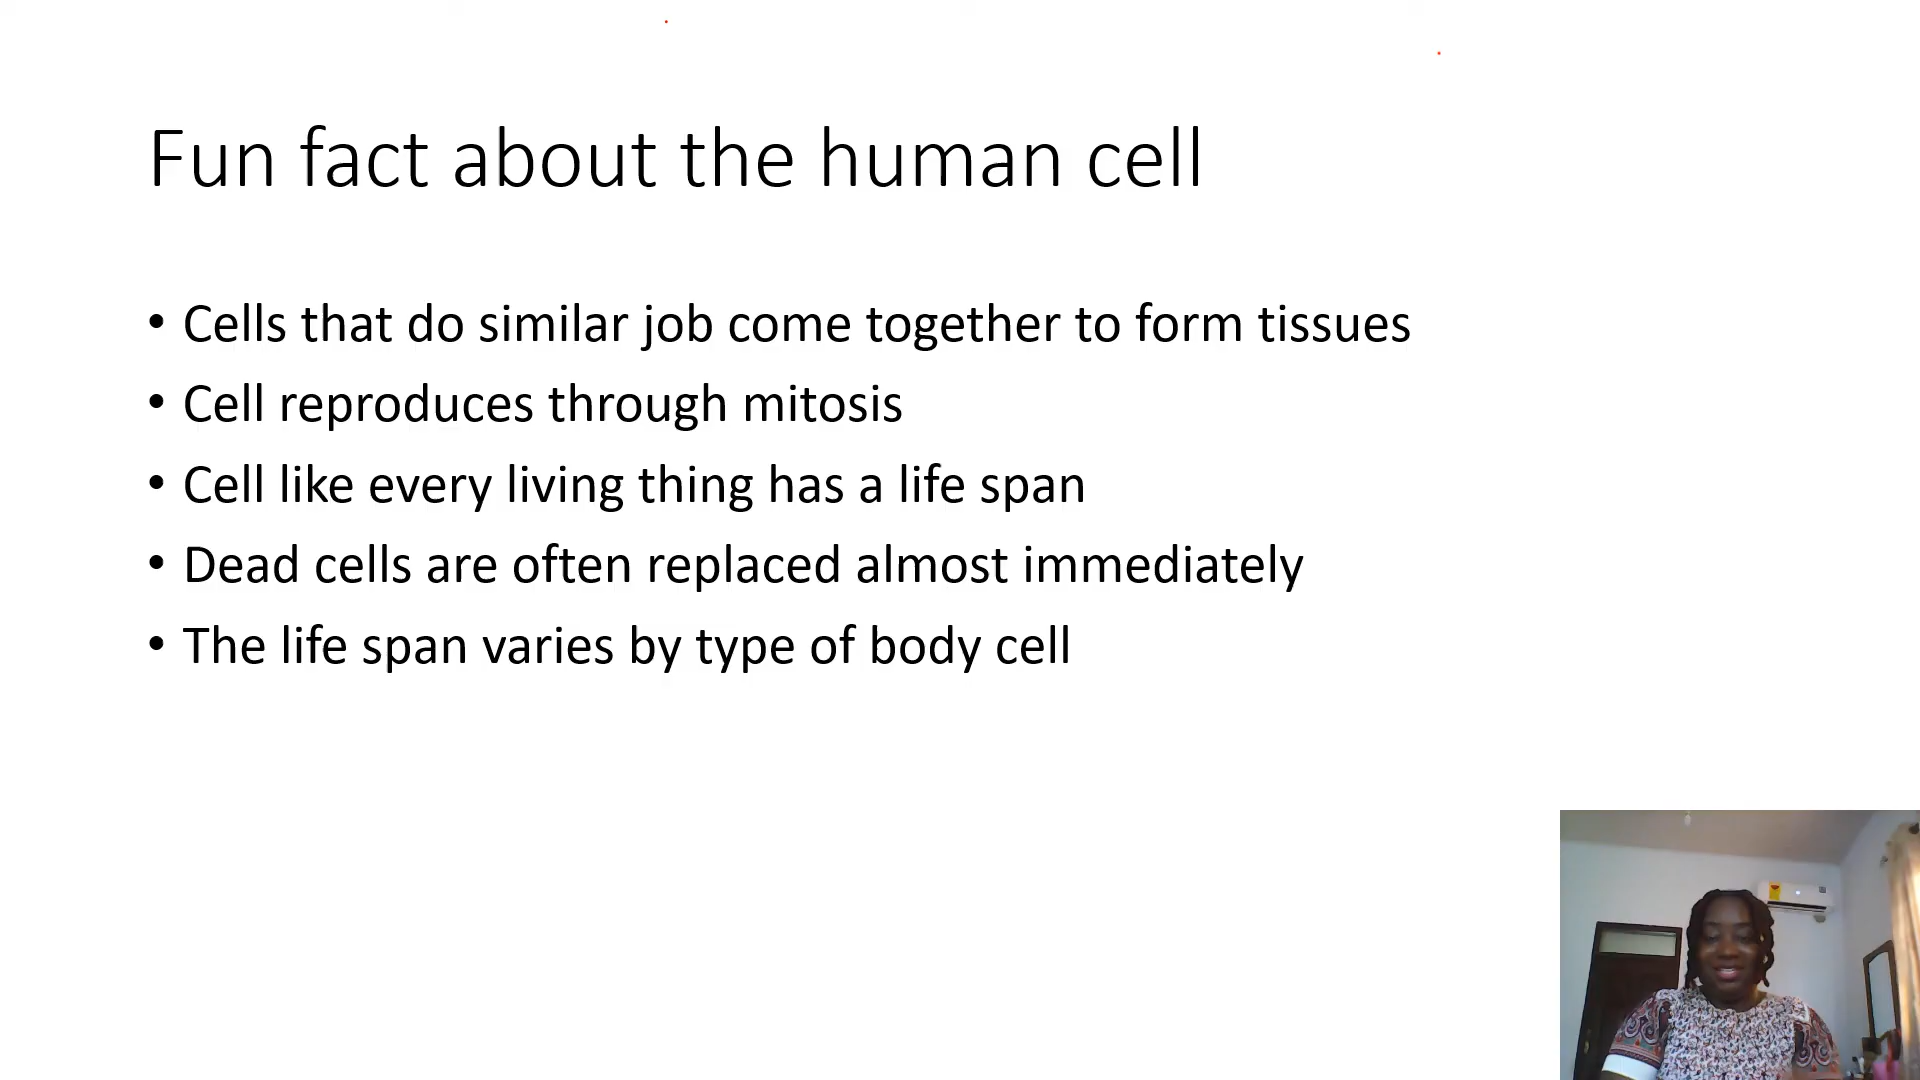 Fun fact about the human cell
• Cells that do similar job come together to form tissues
• Cell reproduces through mitosis
• Cell like every living thing has a life span
• Dead cells are often replaced almost immediately
• The life span varies by type of body cell